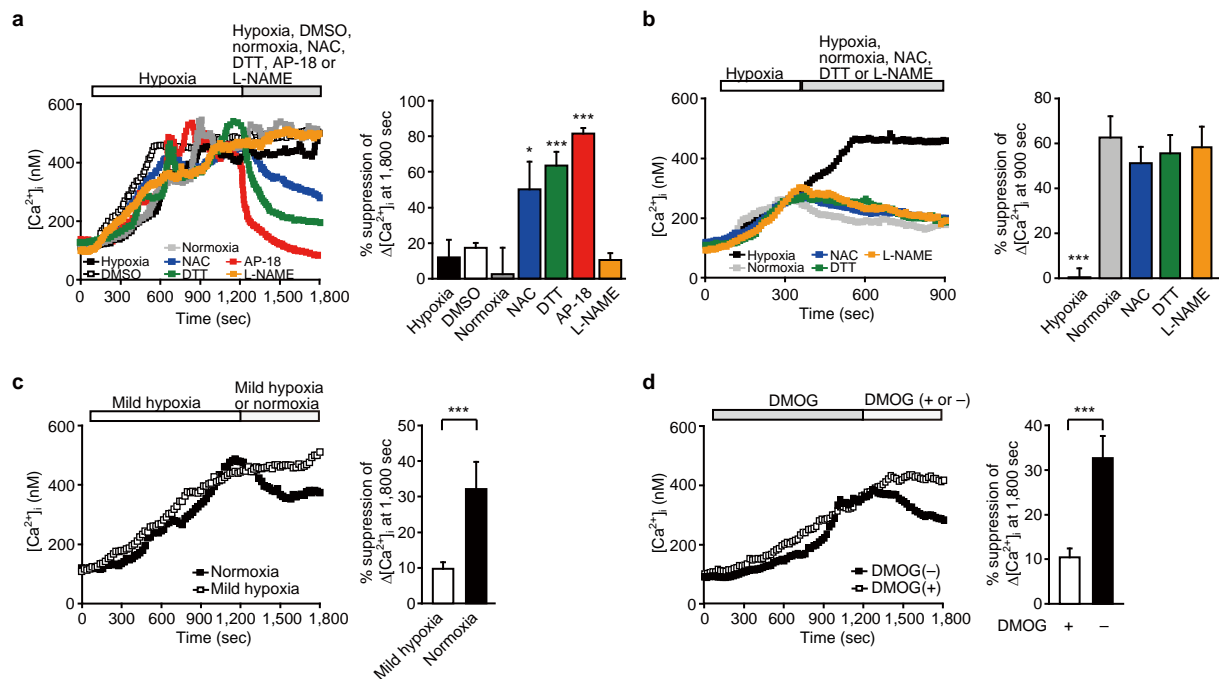 a
Hypoxia, DMSO,
normoxia, NAC,
DTT, AP-18 or
L-NAME
Hypoxia
600
400
200
0
[Ca²⁺]ᵢ (nM)
Normoxia
Hypoxia
NAC
AP-18
DMSO
DTT
L-NAME
0 300 600 900 1,200 1,800
Time (sec)
% suppression of
Δ[Ca²⁺]ᵢ at 1,800 sec
100
80
60
40
20
0
*
***
***
Hypoxia
DMSO
Normoxia
NAC
DTT
AP-18
L-NAME
b
Hypoxia,
normoxia, NAC,
DTT or L-NAME
Hypoxia
600
400
200
0
[Ca²⁺]ᵢ (nM)
Hypoxia
NAC
L-NAME
Normoxia
DTT
0 300 600 900
Time (sec)
% suppression of
Δ[Ca²⁺]ᵢ at 900 sec
80
60
40
20
0
***
Hypoxia
Normoxia
NAC
DTT
L-NAME
c
Mild hypoxia
Mild hypoxia
or normoxia
600
400
200
0
[Ca²⁺]ᵢ (nM)
Normoxia
Mild hypoxia
0 300 600 900 1,200 1,800
Time (sec)
% suppression of
Δ[Ca²⁺]ᵢ at 1,800 sec
50
40
30
20
10
0
***
Mild hypoxia
Normoxia
d
DMOG
DMOG (+ or –)
600
400
200
0
[Ca²⁺]ᵢ (nM)
DMOG(–)
DMOG(+)
0 300 600 900 1,200 1,800
Time (sec)
% suppression of
Δ[Ca²⁺]ᵢ at 1,800 sec
40
30
20
10
0
***
DMOG + –